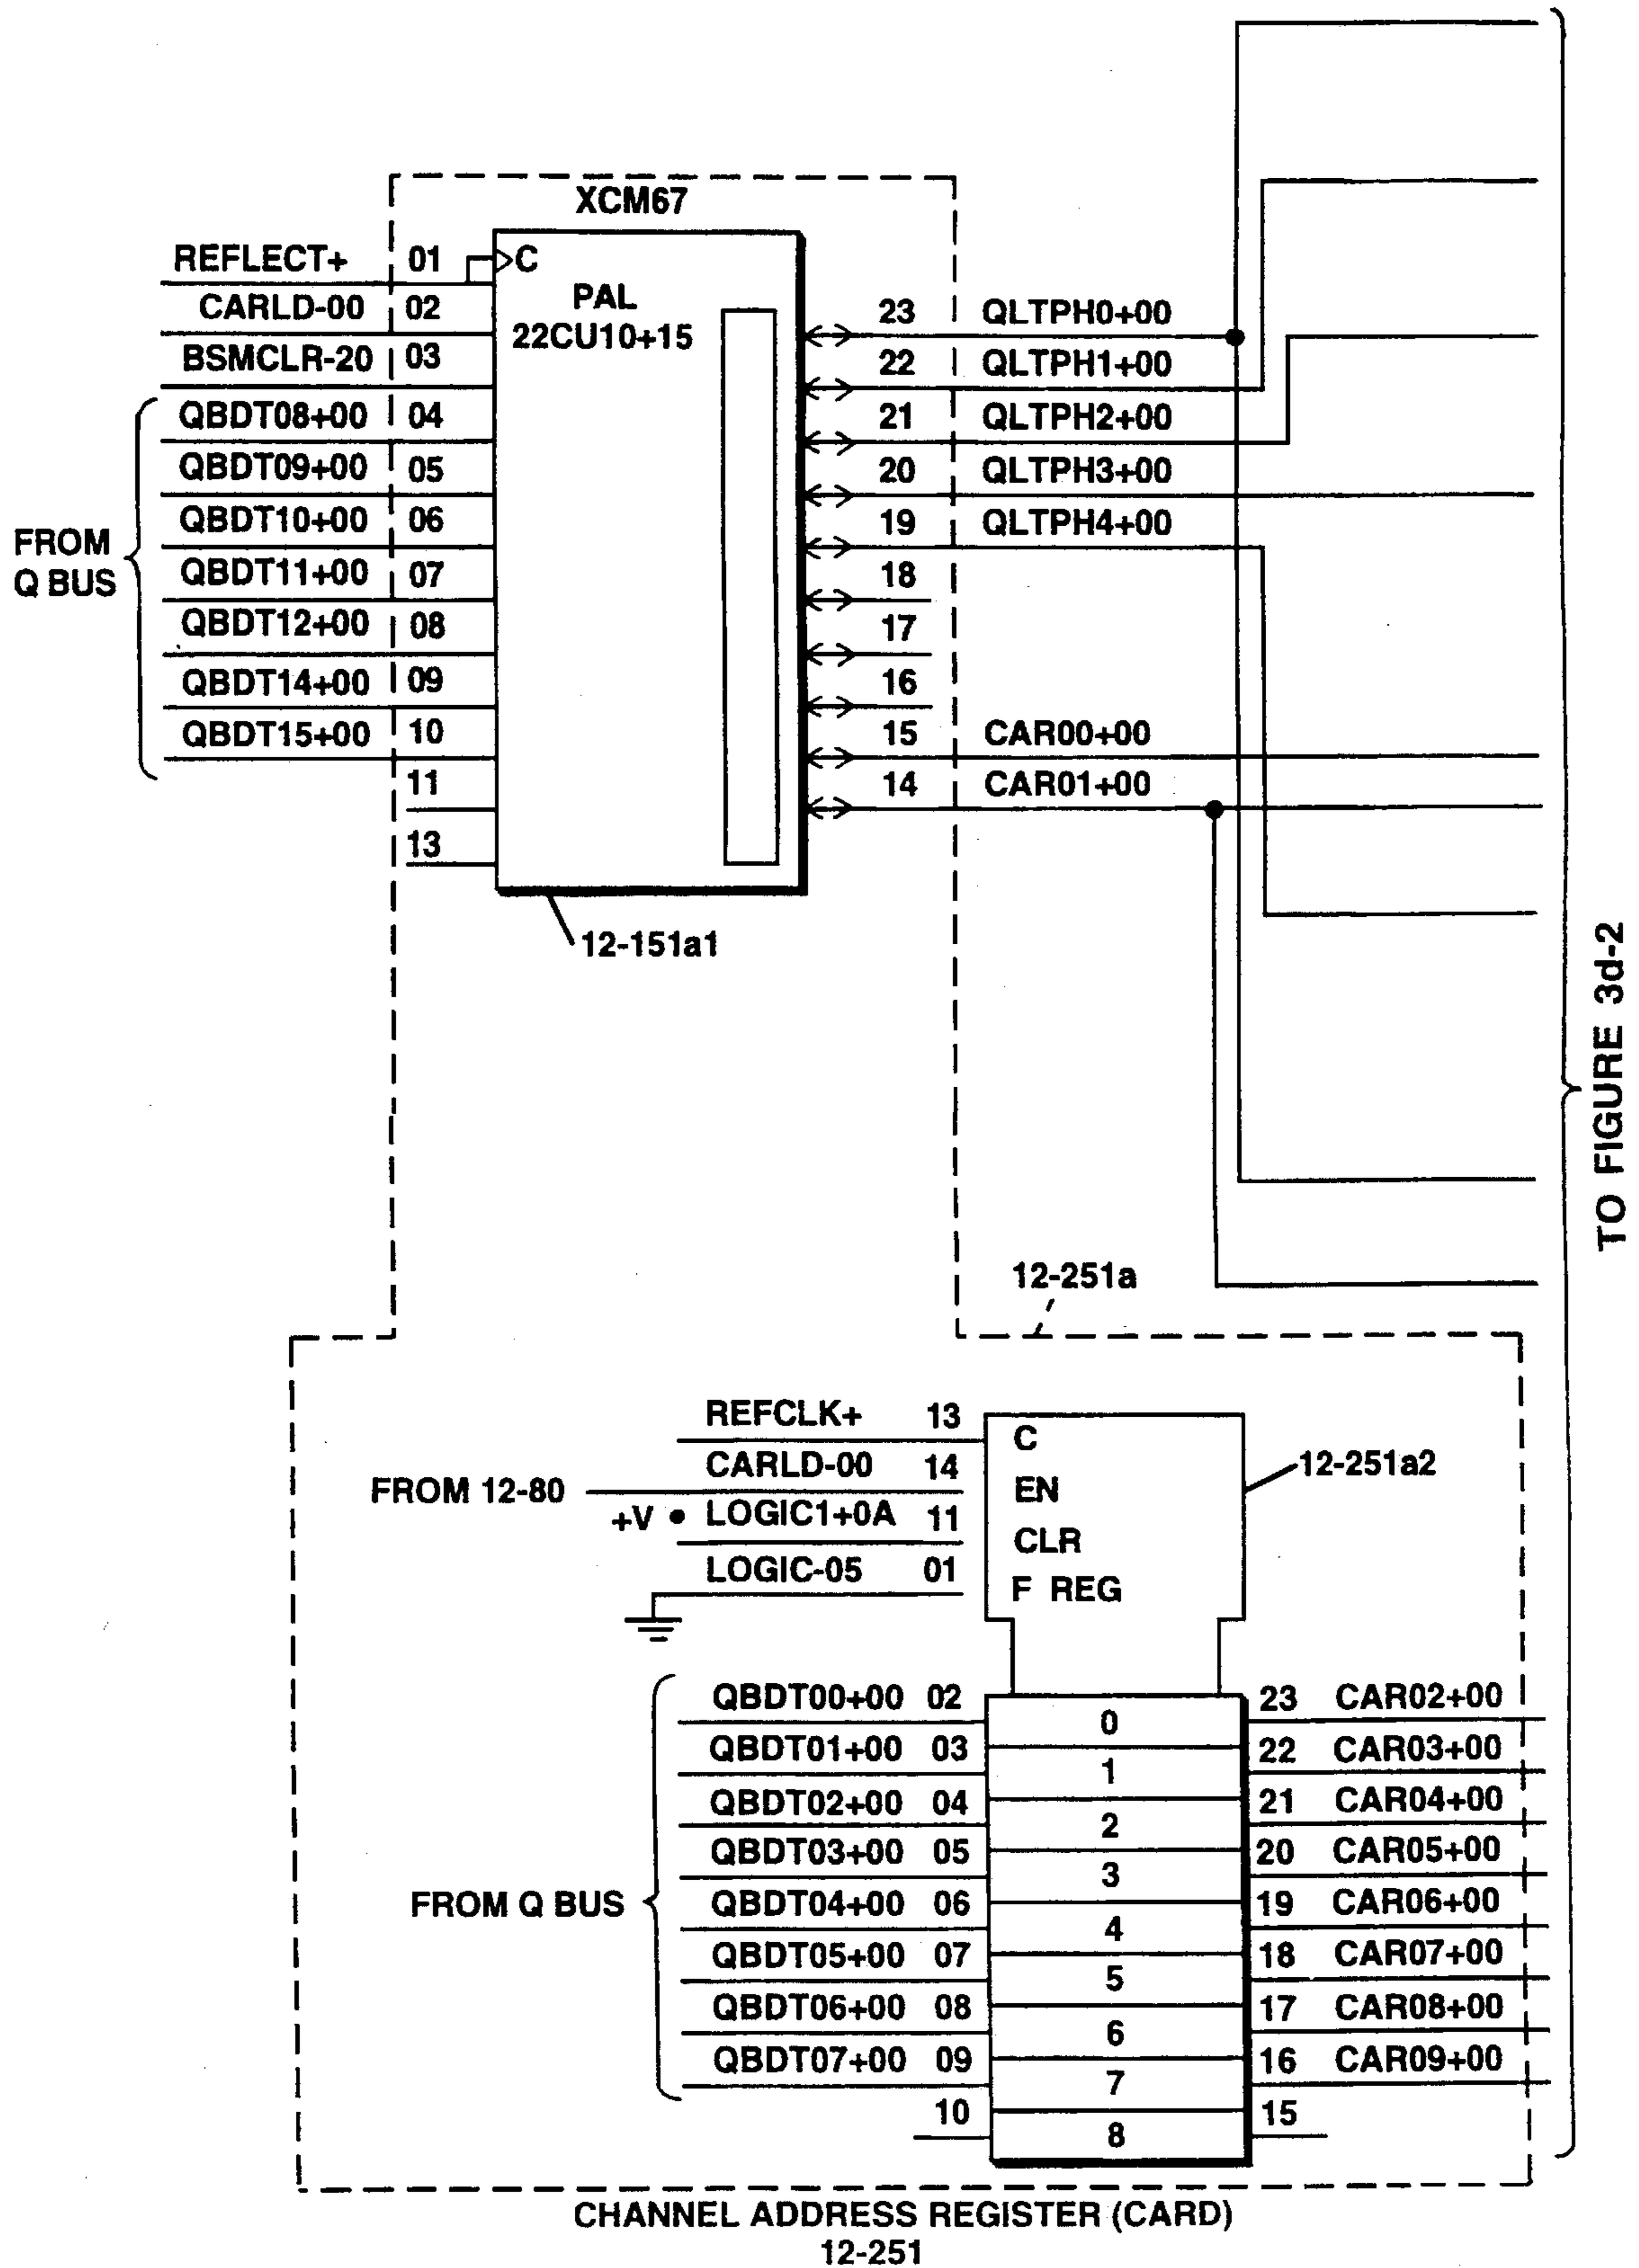 XCM67
REFLECT+ 01 C
CARLD-00 02
BSMCLR-20 03
PAL
22CU10+15
FROM
Q BUS
QBDT08+00 04
QBDT09+00 05
QBDT10+00 06
QBDT11+00 07
QBDT12+00 08
QBDT14+00 09
QBDT15+00 10
11
13
23 QLTPH0+00
22 QLTPH1+00
21 QLTPH2+00
20 QLTPH3+00
19 QLTPH4+00
18
17
16
15 CAR00+00
14 CAR01+00
12-151a1
TO FIGURE 3d-2
12-251a
REFCLK+ 13 C
FROM 12-80 CARLD-00 14 EN
+V LOGIC1+0A 11 CLR
LOGIC-05 01 F REG
12-251a2
FROM Q BUS
QBDT00+00 02 0 23 CAR02+00
QBDT01+00 03 1 22 CAR03+00
QBDT02+00 04 2 21 CAR04+00
QBDT03+00 05 3 20 CAR05+00
QBDT04+00 06 4 19 CAR06+00
QBDT05+00 07 5 18 CAR07+00
QBDT06+00 08 6 17 CAR08+00
QBDT07+00 09 7 16 CAR09+00
10 8 15
CHANNEL ADDRESS REGISTER (CARD)
12-251